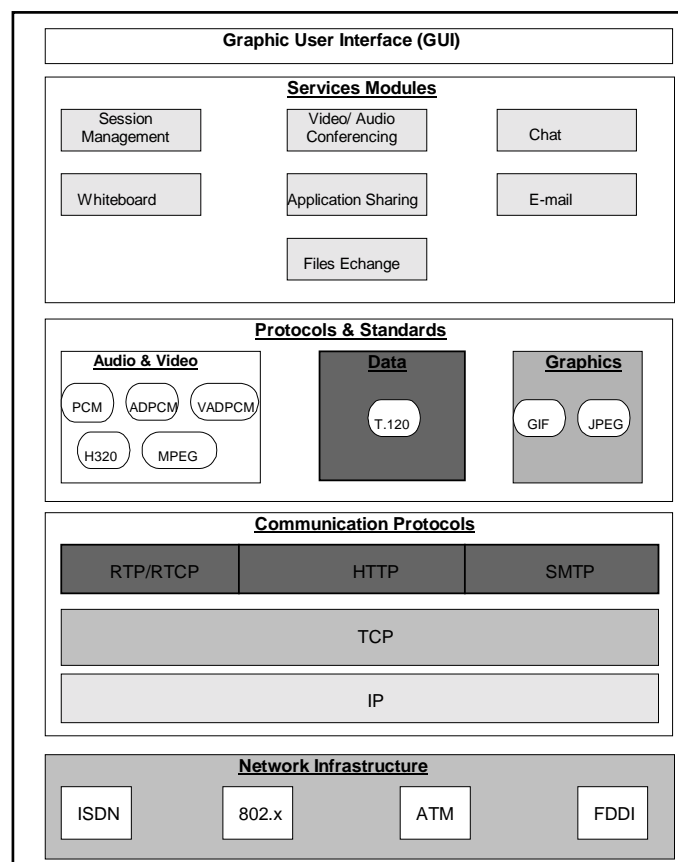 Graphic User Interface (GUI)
Services Modules
Session
Management
Video/ Audio
Conferencing
Chat
Whiteboard
Application Sharing
E-mail
Files Echange
Protocols & Standards
Audio & Video
Data
Graphics
PCM
ADPCM
VADPCM
T.120
GIF
JPEG
H320
MPEG
Communication Protocols
RTP/RTCP
HTTP
SMTP
TCP
IP
Network Infrastructure
ISDN
802.x
ATM
FDDI